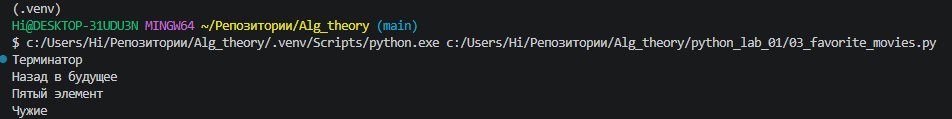 (.venv)
Hi@DESKTOP-31UDU3N MINGW64 ~/Репозитории/Alg_theory (main)
$ c:/Users/Hi/Репозитории/Alg_theory/.venv/Scripts/python.exe c:/Users/Hi/Репозитории/Alg_theory/python_lab_01/03_favorite_movies.py
Терминатор
Назад в будущее
Пятый элемент
Чужие